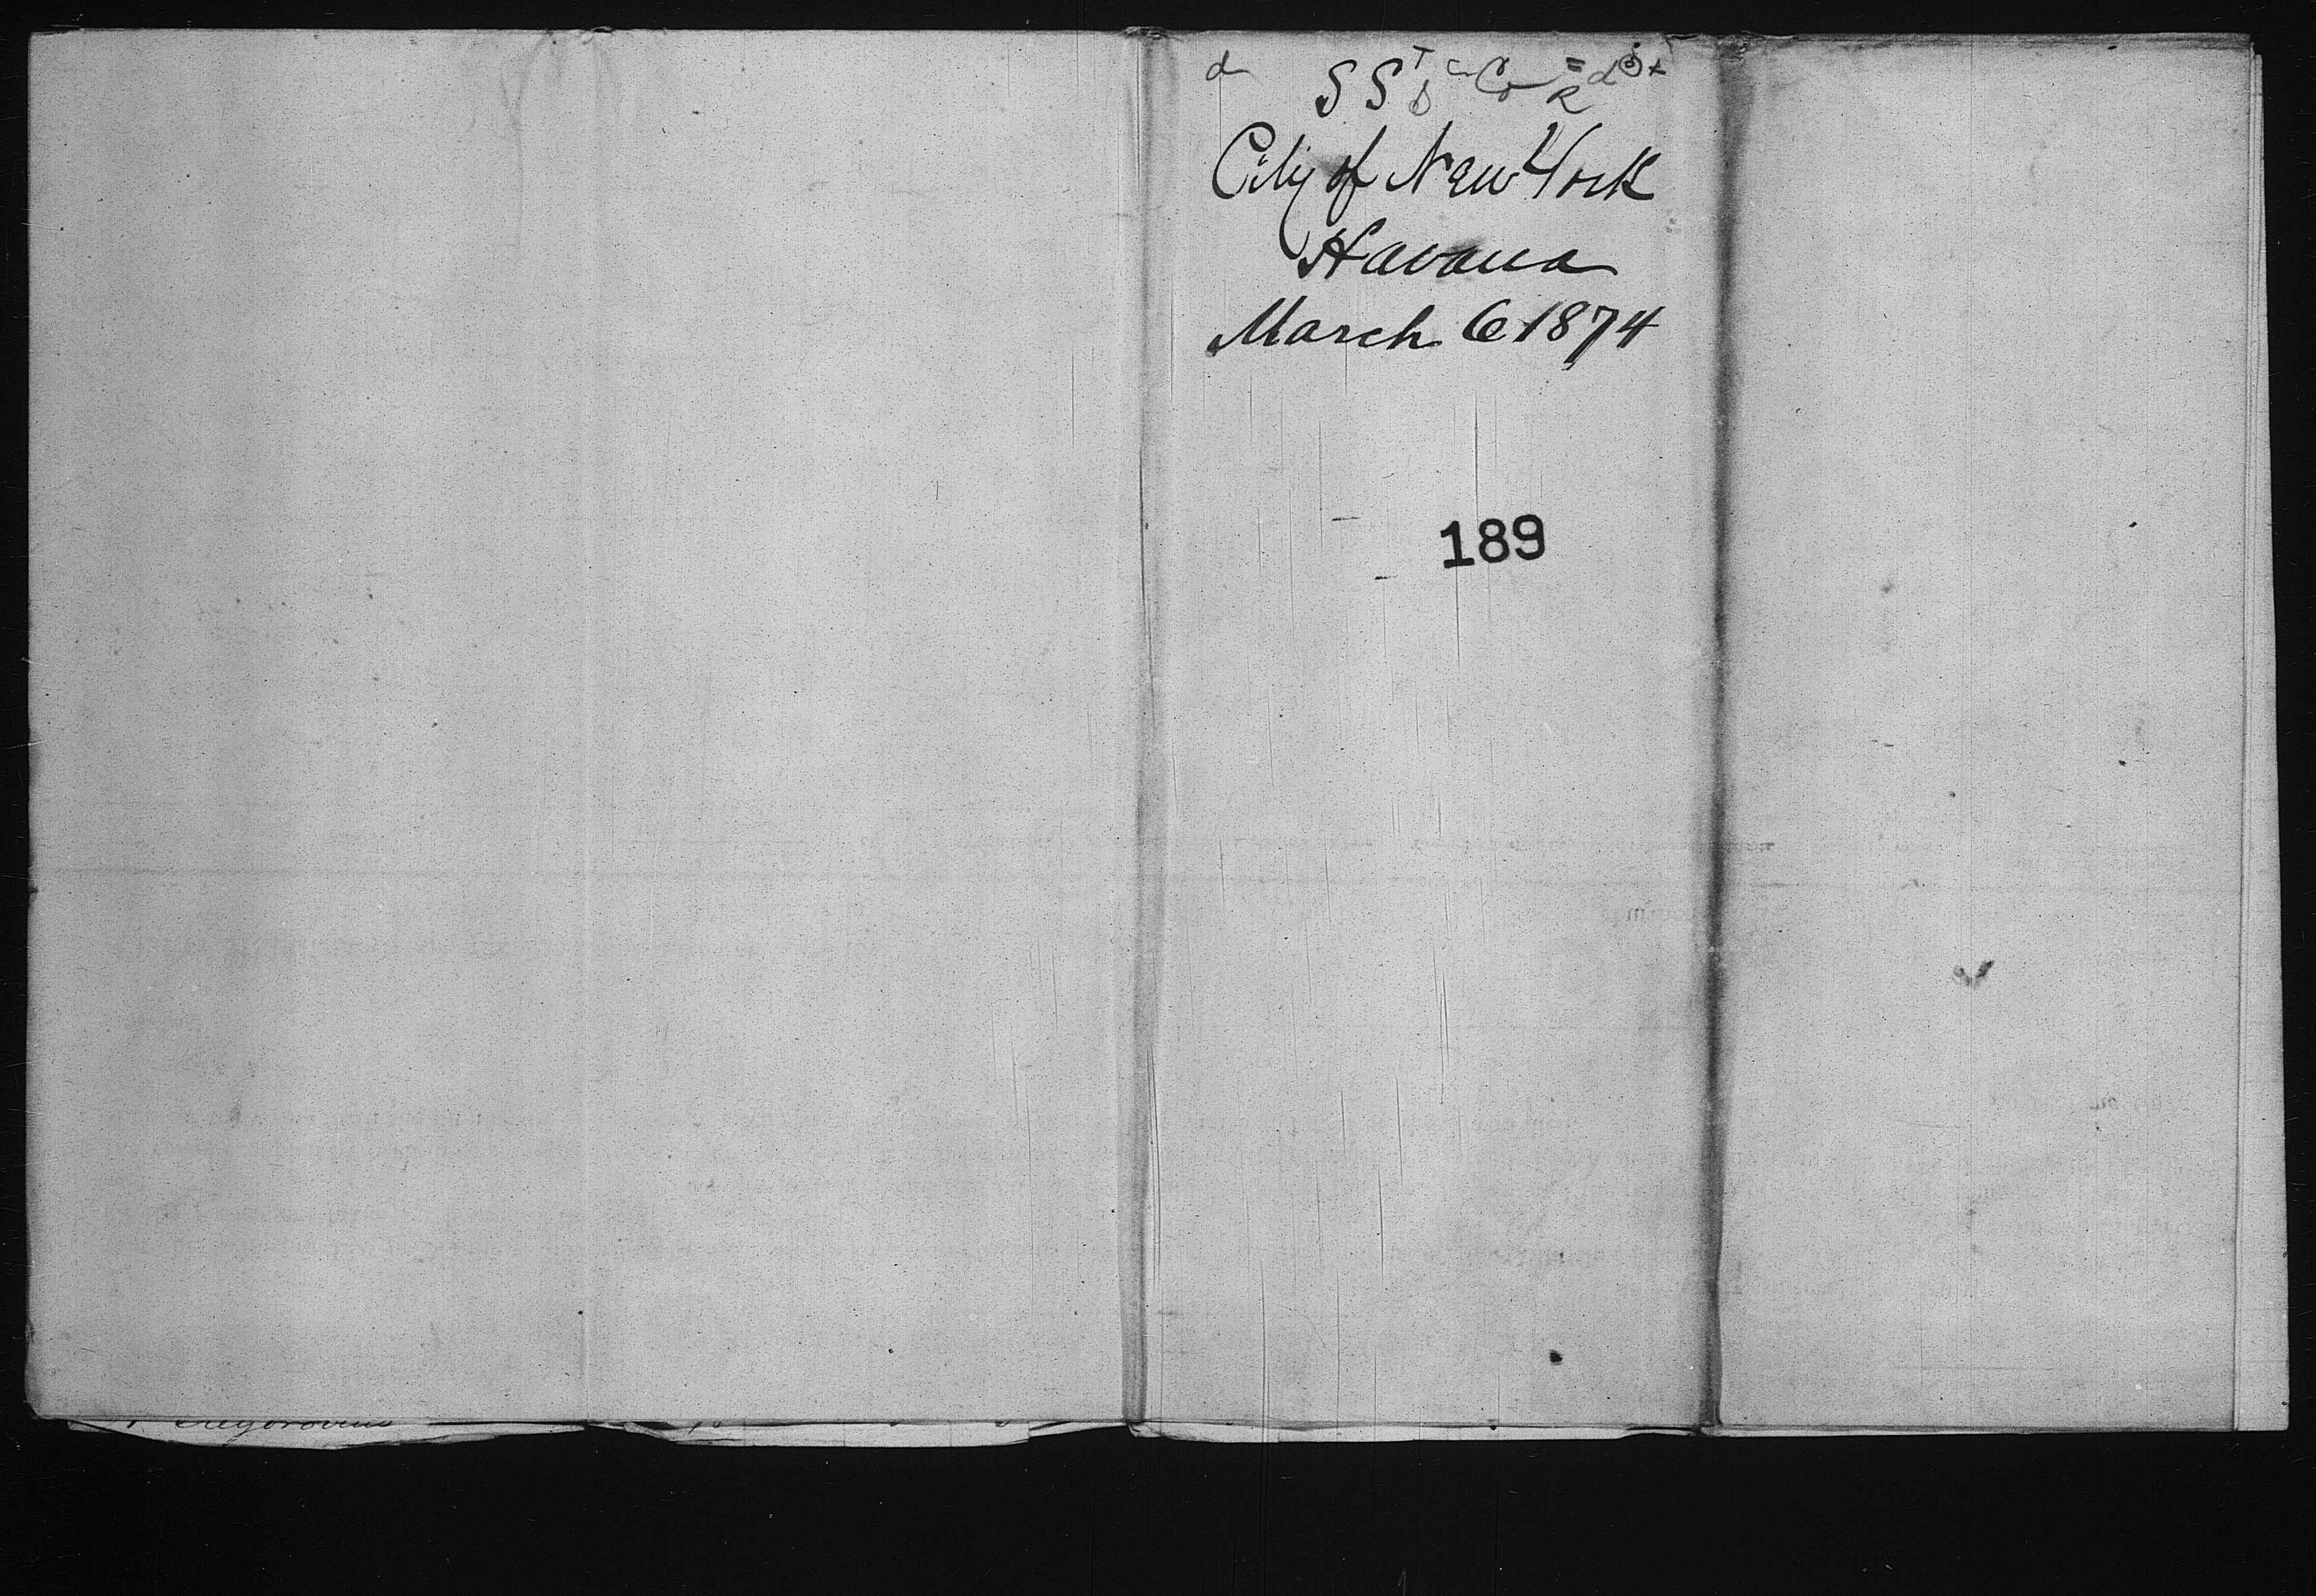 S S
City of New York
Havana
March 6 1874
189